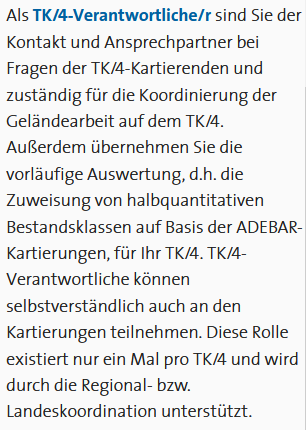 Als TK/4-Verantwortliche/r sind Sie der
Kontakt und Ansprechpartner bei
Fragen der TK/4-Kartierenden und
zuständig für die Koordinierung der
Geländearbeit auf dem TK/4.
Außerdem übernehmen Sie die
vorläufige Auswertung, d.h. die
Zuweisung von halbquantitativen
Bestandsklassen auf Basis der ADEBAR-
Kartierungen, für Ihr TK/4. TK/4-
Verantwortliche können
selbstverständlich auch an den
Kartierungen teilnehmen. Diese Rolle
existiert nur ein Mal pro TK/4 und wird
durch die Regional- bzw.
Landeskoordination unterstützt.